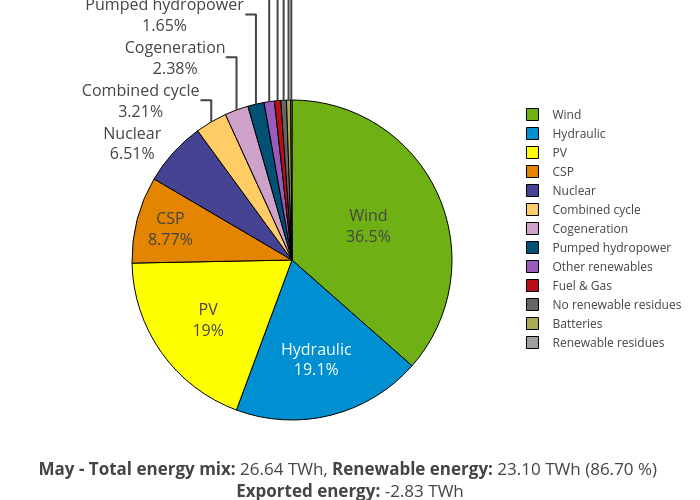 Pumped hydropower
1.65%
Cogeneration
2.38%
Combined cycle
3.21%
Nuclear
6.51%
CSP
8.77%
Wind
36.5%
PV
19%
Hydraulic
19.1%
Wind
Hydraulic
PV
CSP
Nuclear
Combined cycle
Cogeneration
Pumped hydropower
Other renewables
Fuel & Gas
No renewable residues
Batteries
Renewable residues
May - Total energy mix: 26.64 TWh, Renewable energy: 23.10 TWh (86.70 %)
Exported energy: -2.83 TWh